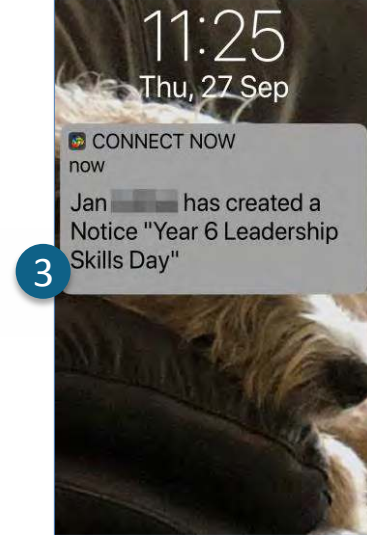 11:25
Thu, 27 Sep
CONNECT NOW
now
Jan has created a
Notice "Year 6 Leadership
Skills Day"
3